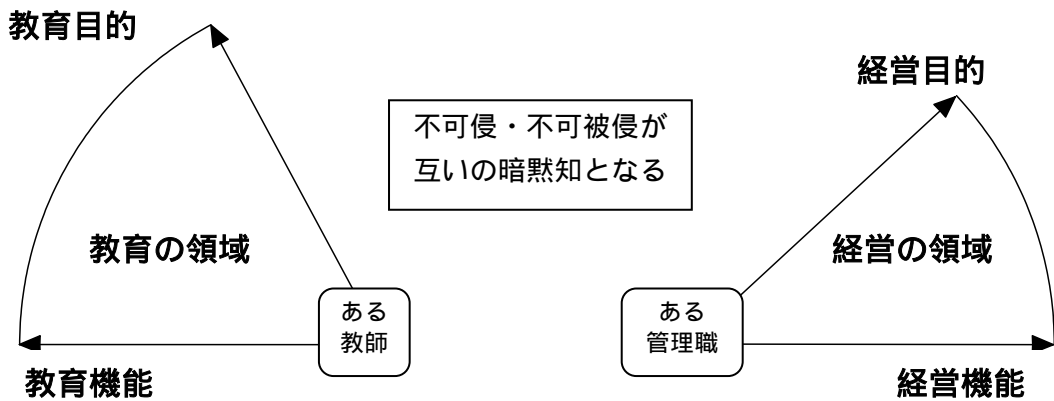 教育目的
経営目的
不可侵・不可被侵が
互いの暗黙知となる
教育の領域
経営の領域
ある
教師
ある
管理職
教育機能
経営機能